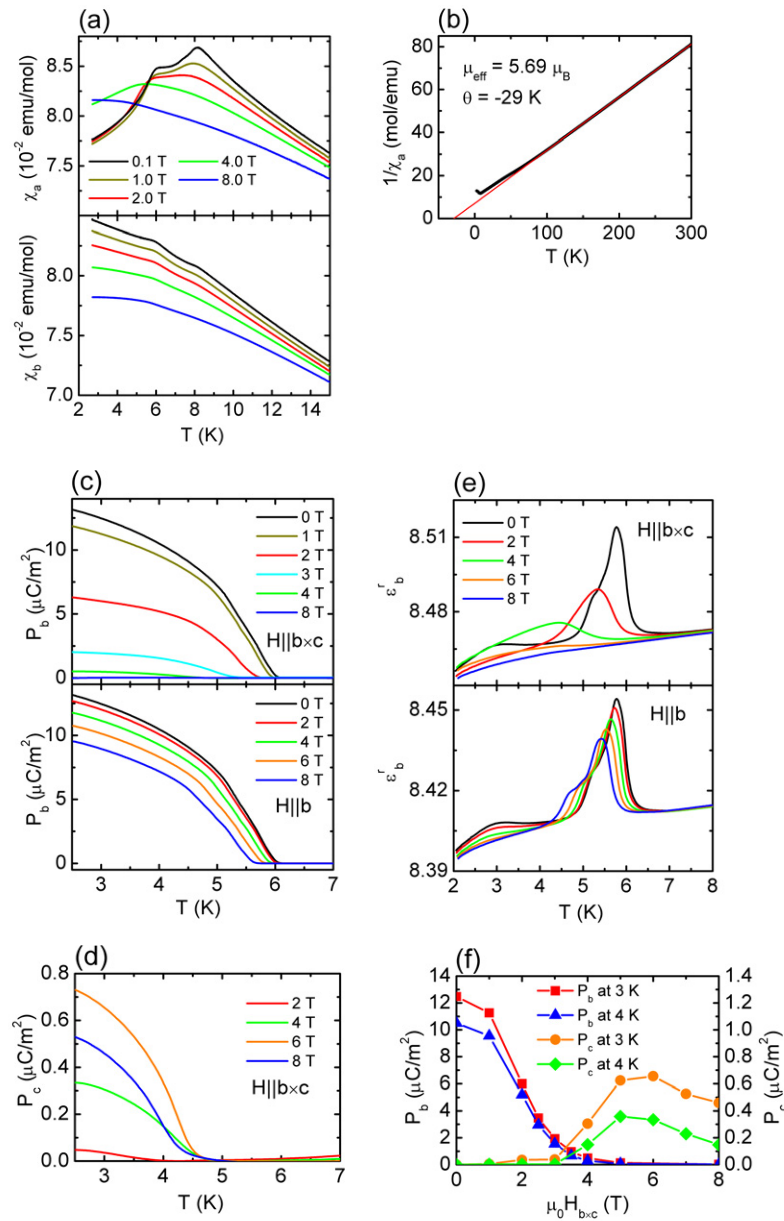 (a)
8.5
8.0
7.5
χa (10-2 emu/mol)
0.1 T
1.0 T
2.0 T
4.0 T
8.0 T
8.0
7.5
7.0
χb (10-2 emu/mol)
2 4 6 8 10 12 14
T (K)
(b)
80
60
40
20
0
1/χa (mol/emu)
μeff = 5.69 μB
θ = -29 K
0 100 200 300
T (K)
(c)
10
5
0
Pb (μC/m2)
0 T
1 T
2 T
3 T
4 T
8 T
H||b×c
10
5
0
Pb (μC/m2)
0 T
2 T
4 T
6 T
8 T
H||b
3 4 5 6 7
T (K)
(e)
8.51
8.47
εbr
0 T
2 T
4 T
6 T
8 T
H||b×c
8.45
8.42
8.39
εbr
H||b
2 3 4 5 6 7 8
T (K)
(d)
0.8
0.6
0.4
0.2
0.0
Pc (μC/m2)
2 T
4 T
6 T
8 T
H||b×c
3 4 5 6 7
T (K)
(f)
14
12
10
8
6
4
2
0
Pb (μC/m2)
Pb at 3 K
Pb at 4 K
Pc at 3 K
Pc at 4 K
1.4
1.2
1.0
0.8
0.6
0.4
0.2
0.0
Pc (μC/m2)
0 2 4 6 8
μ0Hb×c (T)